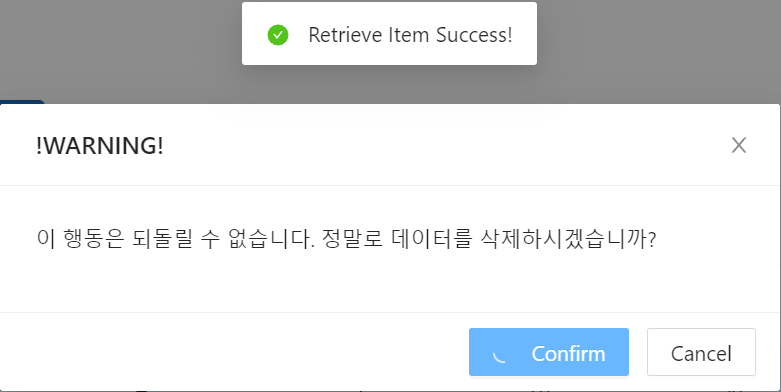 Retrieve Item Success!
!WARNING!
이 행동은 되돌릴 수 없습니다. 정말로 데이터를 삭제하시겠습니까?
Confirm
Cancel